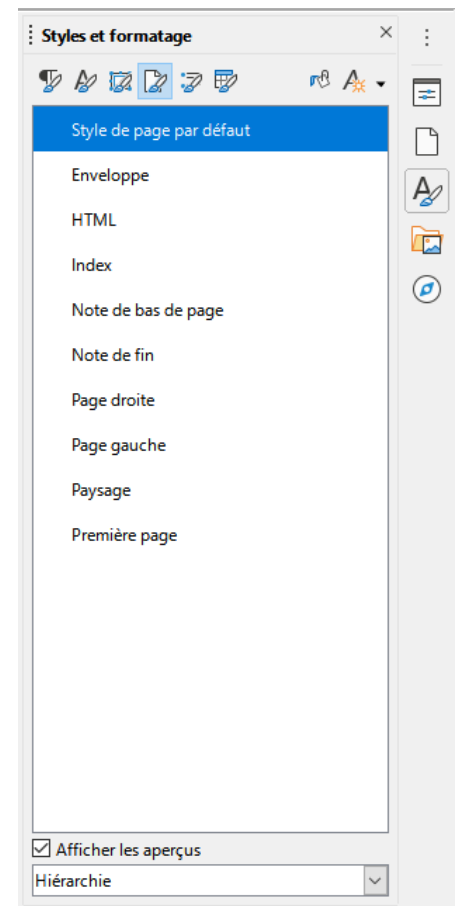 Styles et formatage
Style de page par défaut
Enveloppe
HTML
Index
Note de bas de page
Note de fin
Page droite
Page gauche
Paysage
Première page
Afficher les aperçus
Hiérarchie